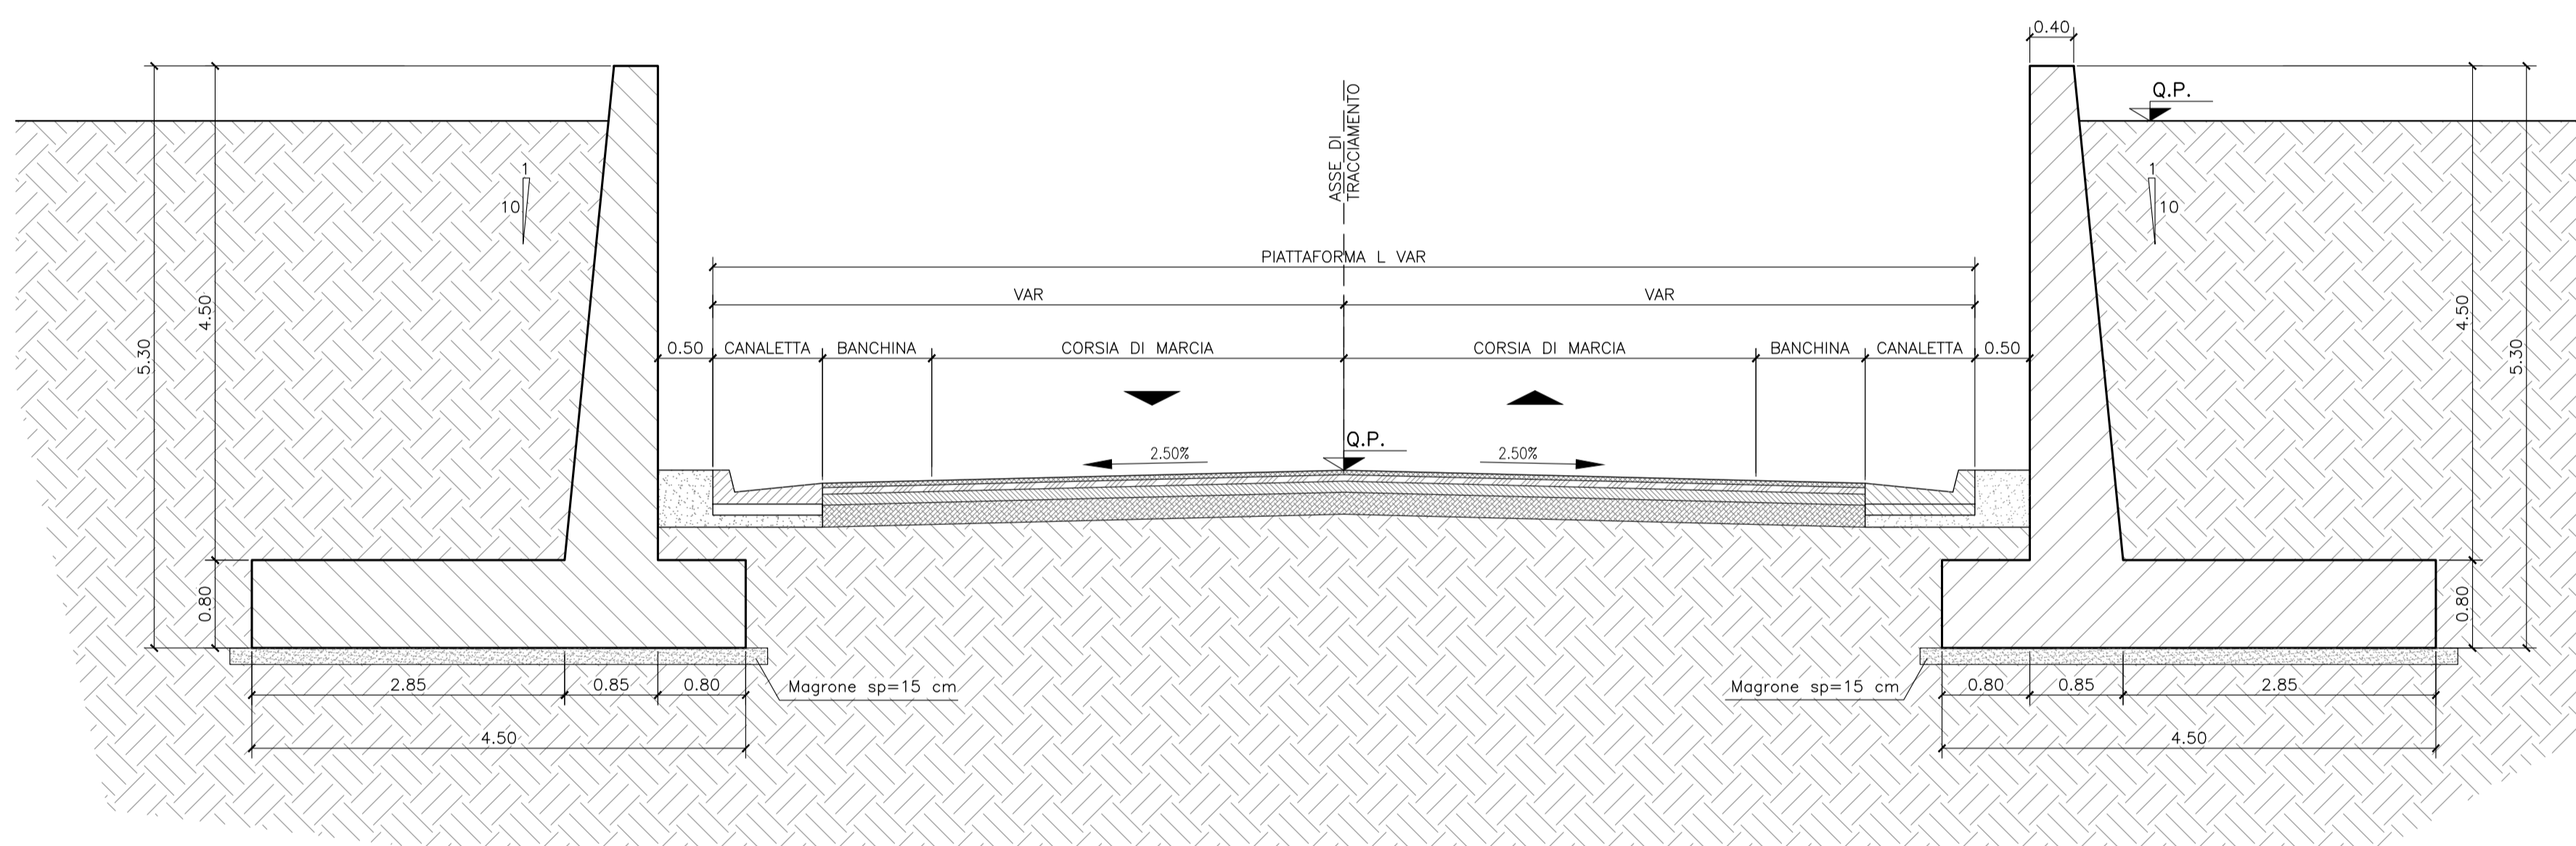 0.40
Q.P.
ASSE DI
TRACCIAMENTO
1
10
1
10
PIATTAFORMA L VAR
VAR
VAR
5.30
4.50
0.50
CANALETTA
BANCHINA
CORSIA DI MARCIA
CORSIA DI MARCIA
BANCHINA
CANALETTA
0.50
4.50
5.30
Q.P.
2.50%
2.50%
0.80
0.80
2.85
0.85
0.80
Magrone sp=15 cm
Magrone sp=15 cm
0.80
0.85
2.85
4.50
4.50